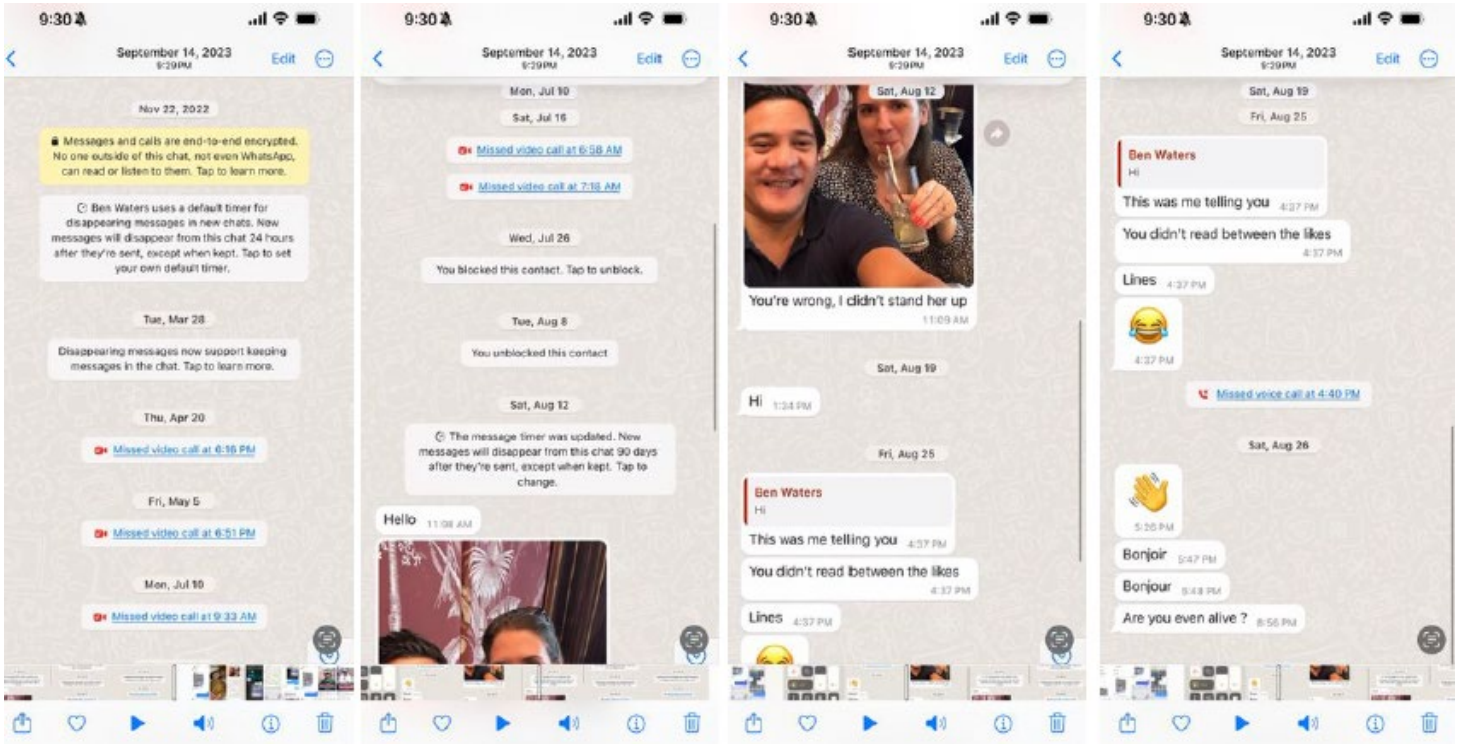 9:30
September 14, 2023
9:29 PM
Edit
Nov 22, 2022
Messages and calls are end-to-end encrypted.
No one outside of this chat, not even WhatsApp,
can read or listen to them. Tap to learn more.
Ben Waters uses a default timer for
disappearing messages in new chats. New
messages will disappear from this chat 24 hours
after they're sent, except when kept. Tap to set
your own default timer.
Tue, Mar 28
Disappearing messages now support keeping
messages in the chat. Tap to learn more.
Thu, Apr 20
Missed video call at 6:16 PM
Fri, May 5
Missed video call at 6:51 PM
Mon, Jul 10
Missed video call at 9:33 AM
9:30
September 14, 2023
9:29 PM
Edit
Mon, Jul 10
Sat, Jul 15
Missed video call at 6:58 AM
Missed video call at 7:18 AM
Wed, Jul 26
You blocked this contact. Tap to unblock.
Tue, Aug 8
You unblocked this contact
Sat, Aug 12
The message timer was updated. New
messages will disappear from this chat 90 days
after they're sent, except when kept. Tap to
change.
Hello 11:08 AM
9:30
September 14, 2023
9:29 PM
Edit
Sat, Aug 12
You're wrong, I didn't stand her up
11:09 AM
Sat, Aug 19
Hi 1:34 PM
Fri, Aug 25
Ben Waters
Hi
This was me telling you 4:37 PM
You didn't read between the likes
4:37 PM
Lines 4:37 PM
9:30
September 14, 2023
9:29 PM
Edit
Sat, Aug 19
Fri, Aug 25
Ben Waters
Hi
This was me telling you 4:37 PM
You didn't read between the likes
4:37 PM
Lines 4:37 PM
4:37 PM
Missed voice call at 4:40 PM
Sat, Aug 26
5:26 PM
Bonjoir 5:47 PM
Bonjour 5:48 PM
Are you even alive ? 8:56 PM